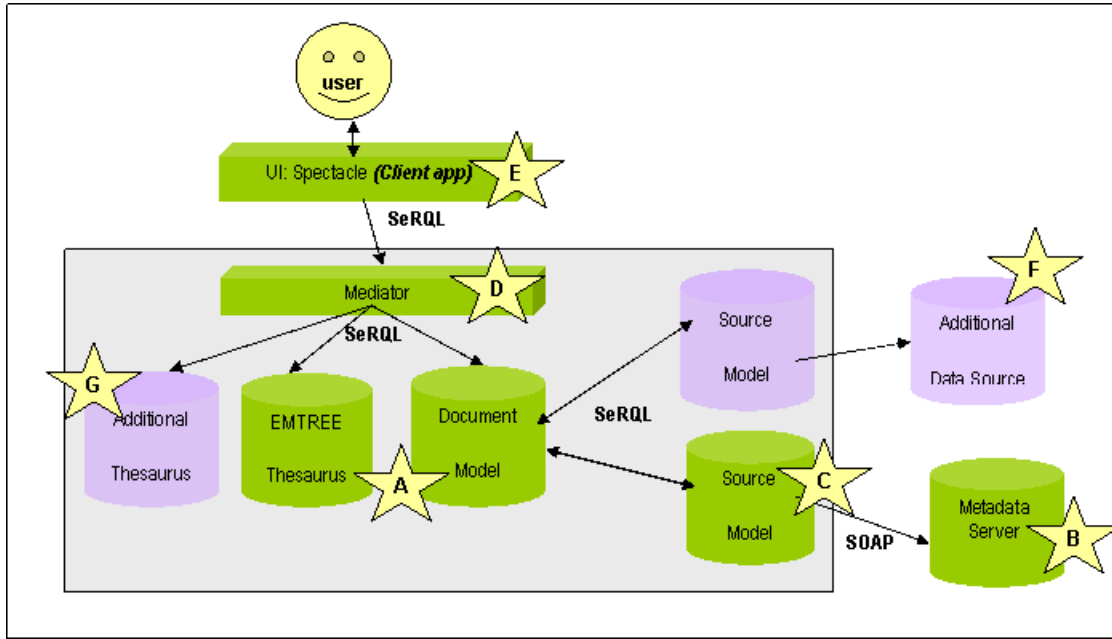 user
UI: Spectacle (Client app)
E
SeRQL
Mediator
D
SeRQL
G
Additional
Thesaurus
EMTREE
Thesaurus
A
Document
Model
SeRQL
Source
Model
F
Additional
Data Source
Source
Model
C
SOAP
Metadata
Server
B